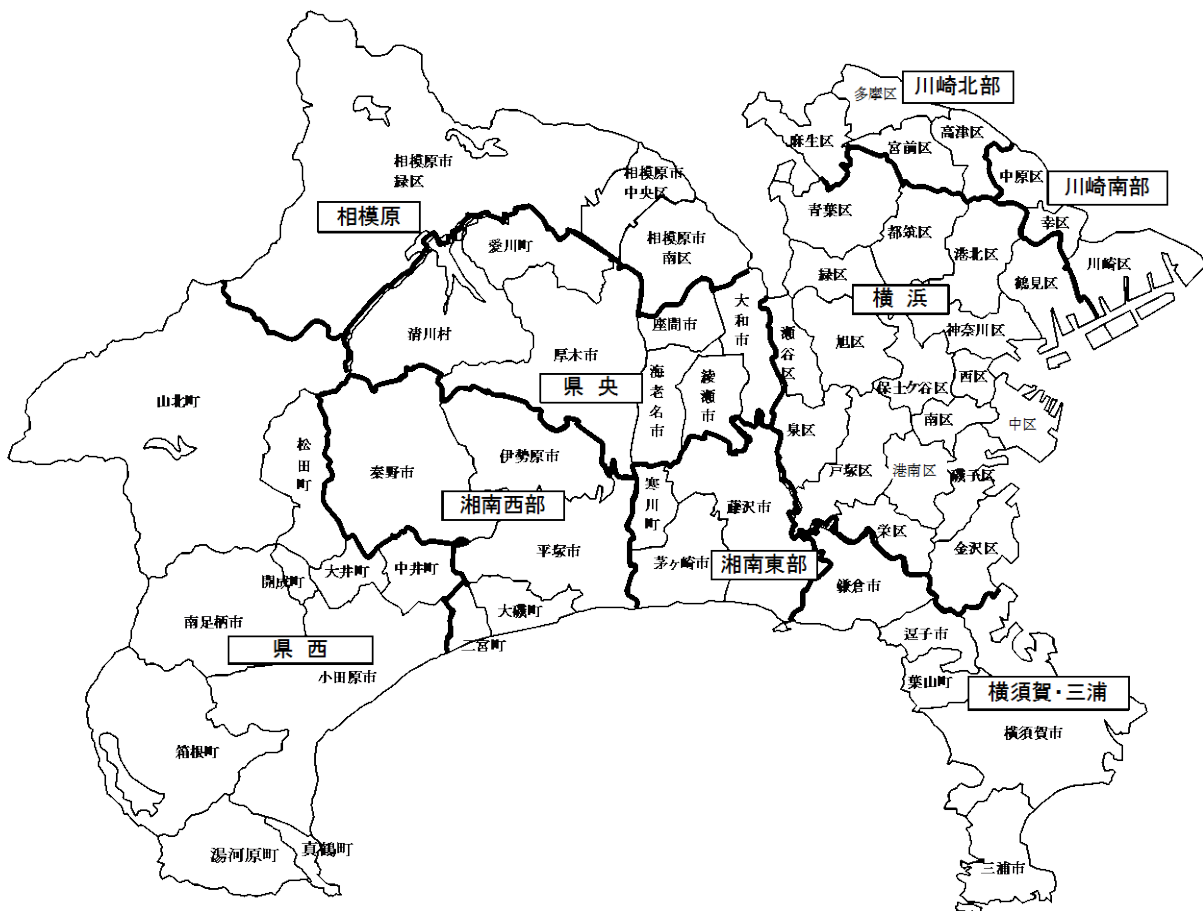 多摩区
川崎北部
麻生区
宮前区
高津区
中原区
川崎南部
幸区
川崎区
相模原市
緑区
相模原市
中央区
相模原
愛川町
相模原市
南区
青葉区
都筑区
港北区
鶴見区
緑区
横 浜
清川村
厚木市
座間市
大和市
瀬谷区
旭区
神奈川区
県 央
海老名市
綾瀬市
保土ケ谷区
西区
山北町
松田町
秦野市
伊勢原市
泉区
南区
中区
戸塚区
港南区
磯子区
湘南西部
寒川町
藤沢市
栄区
金沢区
平塚市
茅ヶ崎市
湘南東部
鎌倉市
開成町
大井町
中井町
大磯町
二宮町
南足柄市
県 西
小田原市
逗子市
葉山町
横須賀・三浦
横須賀市
箱根町
湯河原町
真鶴町
三浦市